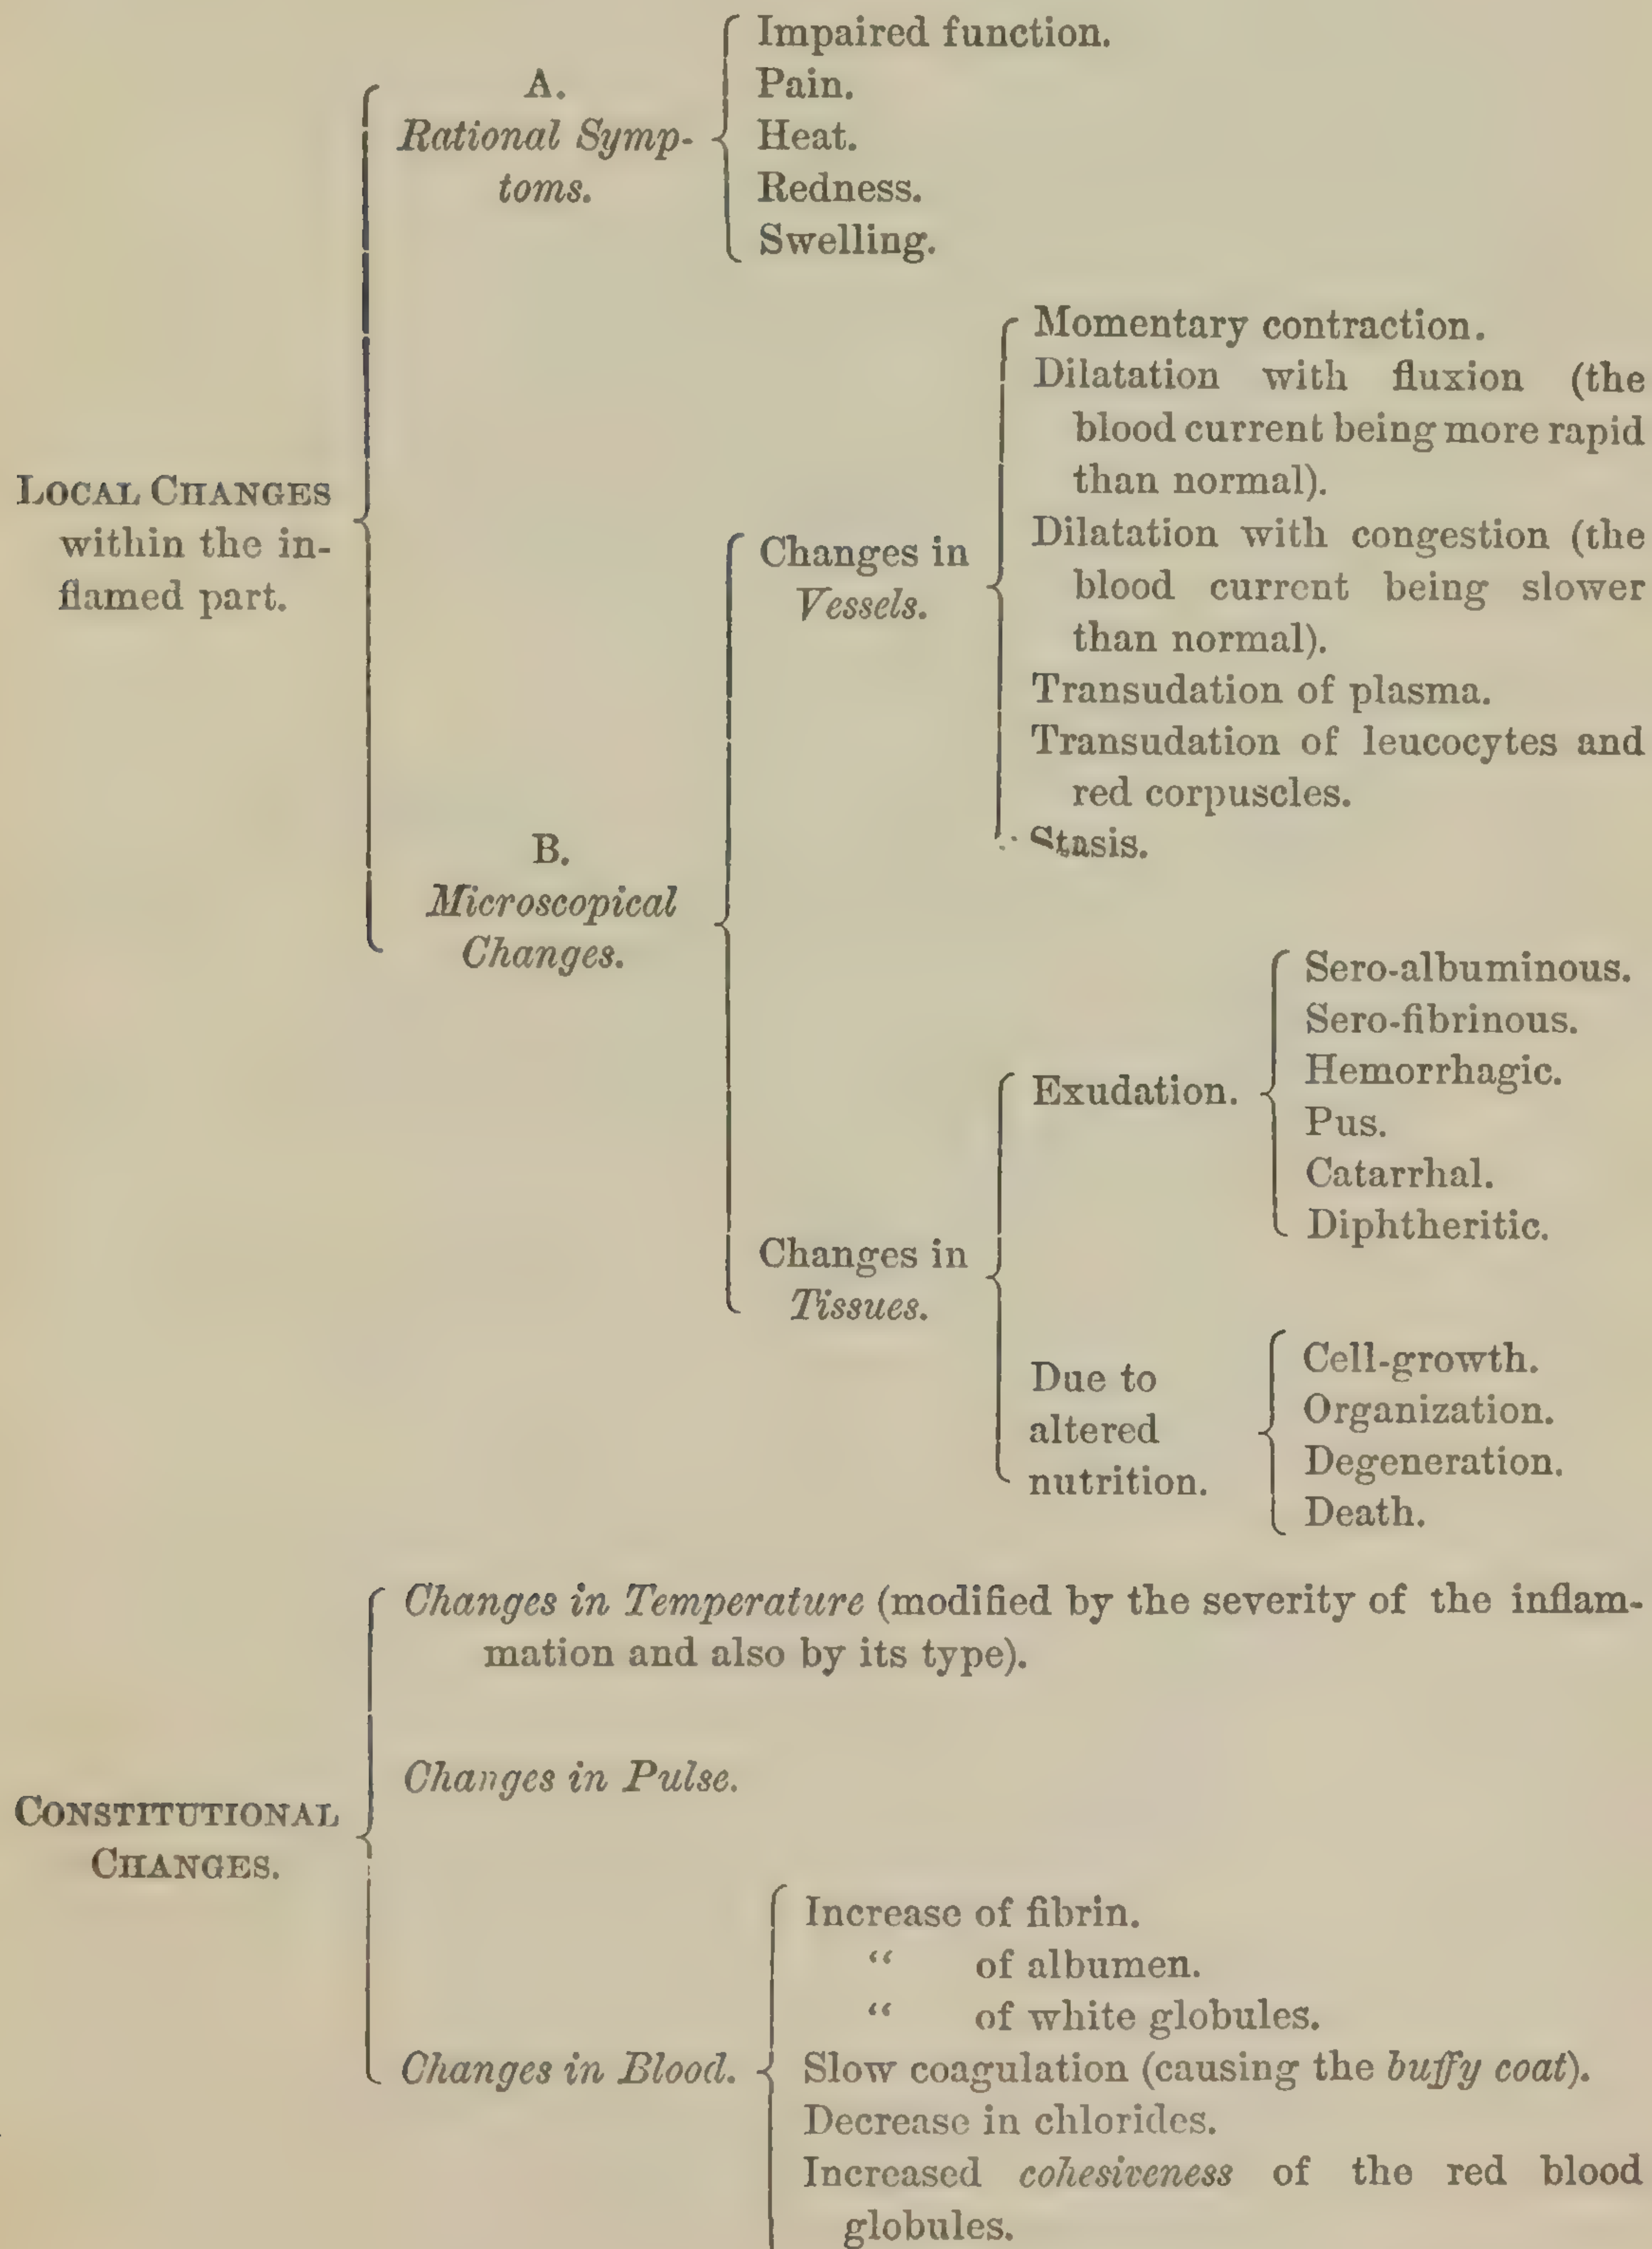 A.
Rational Symp-
toms.
Impaired function.
Pain.
Heat.
Redness.
Swelling.
LOCAL CHANGES
within the in-
flamed part.
B.
Microscopical
Changes.
Changes in
Vessels.
Momentary contraction.
Dilatation with fluxion (the
blood current being more rapid
than normal).
Dilatation with congestion (the
blood current being slower
than normal).
Transudation of plasma.
Transudation of leucocytes and
red corpuscles.
Stasis.
Changes in
Tissues.
Exudation.
Sero-albuminous.
Sero-fibrinous.
Hemorrhagic.
Pus.
Catarrhal.
Diphtheritic.
Due to
altered
nutrition.
Cell-growth.
Organization.
Degeneration.
Death.
CONSTITUTIONAL
CHANGES.
Changes in Temperature (modified by the severity of the inflam-
mation and also by its type).
Changes in Pulse.
Changes in Blood.
Increase of fibrin.
“ of albumen.
“ of white globules.
Slow coagulation (causing the buffy coat).
Decrease in chlorides.
Increased cohesiveness of the red blood
globules.